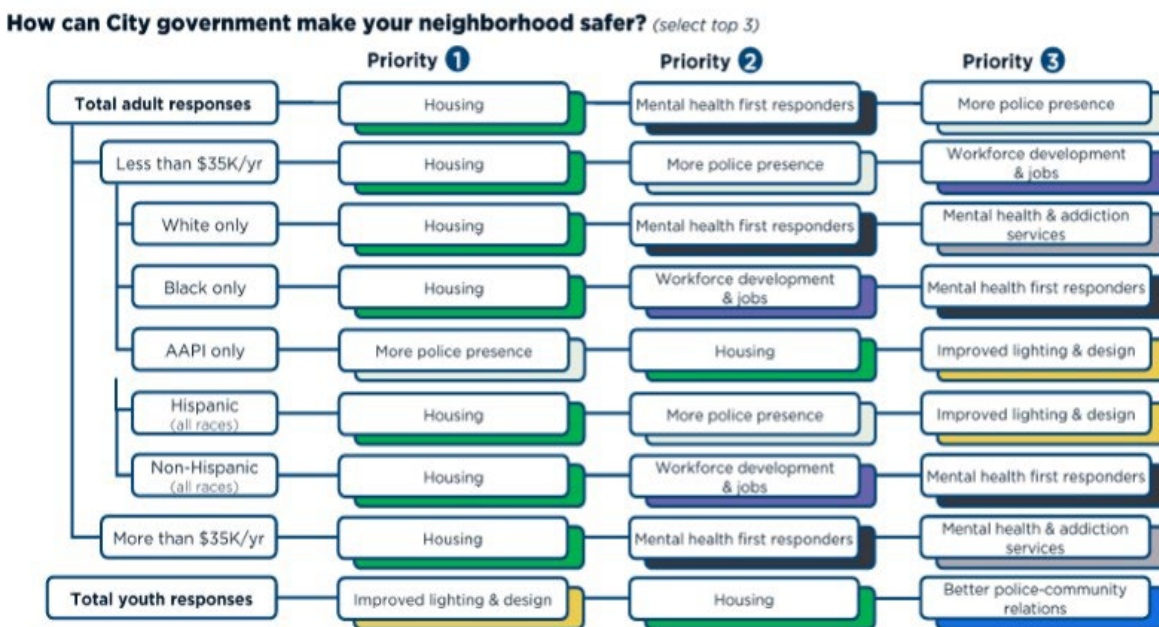 How can City government make your neighborhood safer? (select top 3)
Priority 1 Priority 2 Priority 3
Total adult responses Housing Mental health first responders More police presence
Less than $35K/yr Housing More police presence Workforce development
& jobs
White only Housing Mental health first responders Mental health & addiction
services
Black only Housing Workforce development
& jobs Mental health first responders
AAPI only More police presence Housing Improved lighting & design
Hispanic Housing More police presence Improved lighting & design
(all races)
Non-Hispanic Housing Workforce development Mental health first responders
(all races) & jobs
More than $35K/yr Housing Mental health first responders Mental health & addiction
services
Total youth responses Improved lighting & design Housing Better police-community
relations